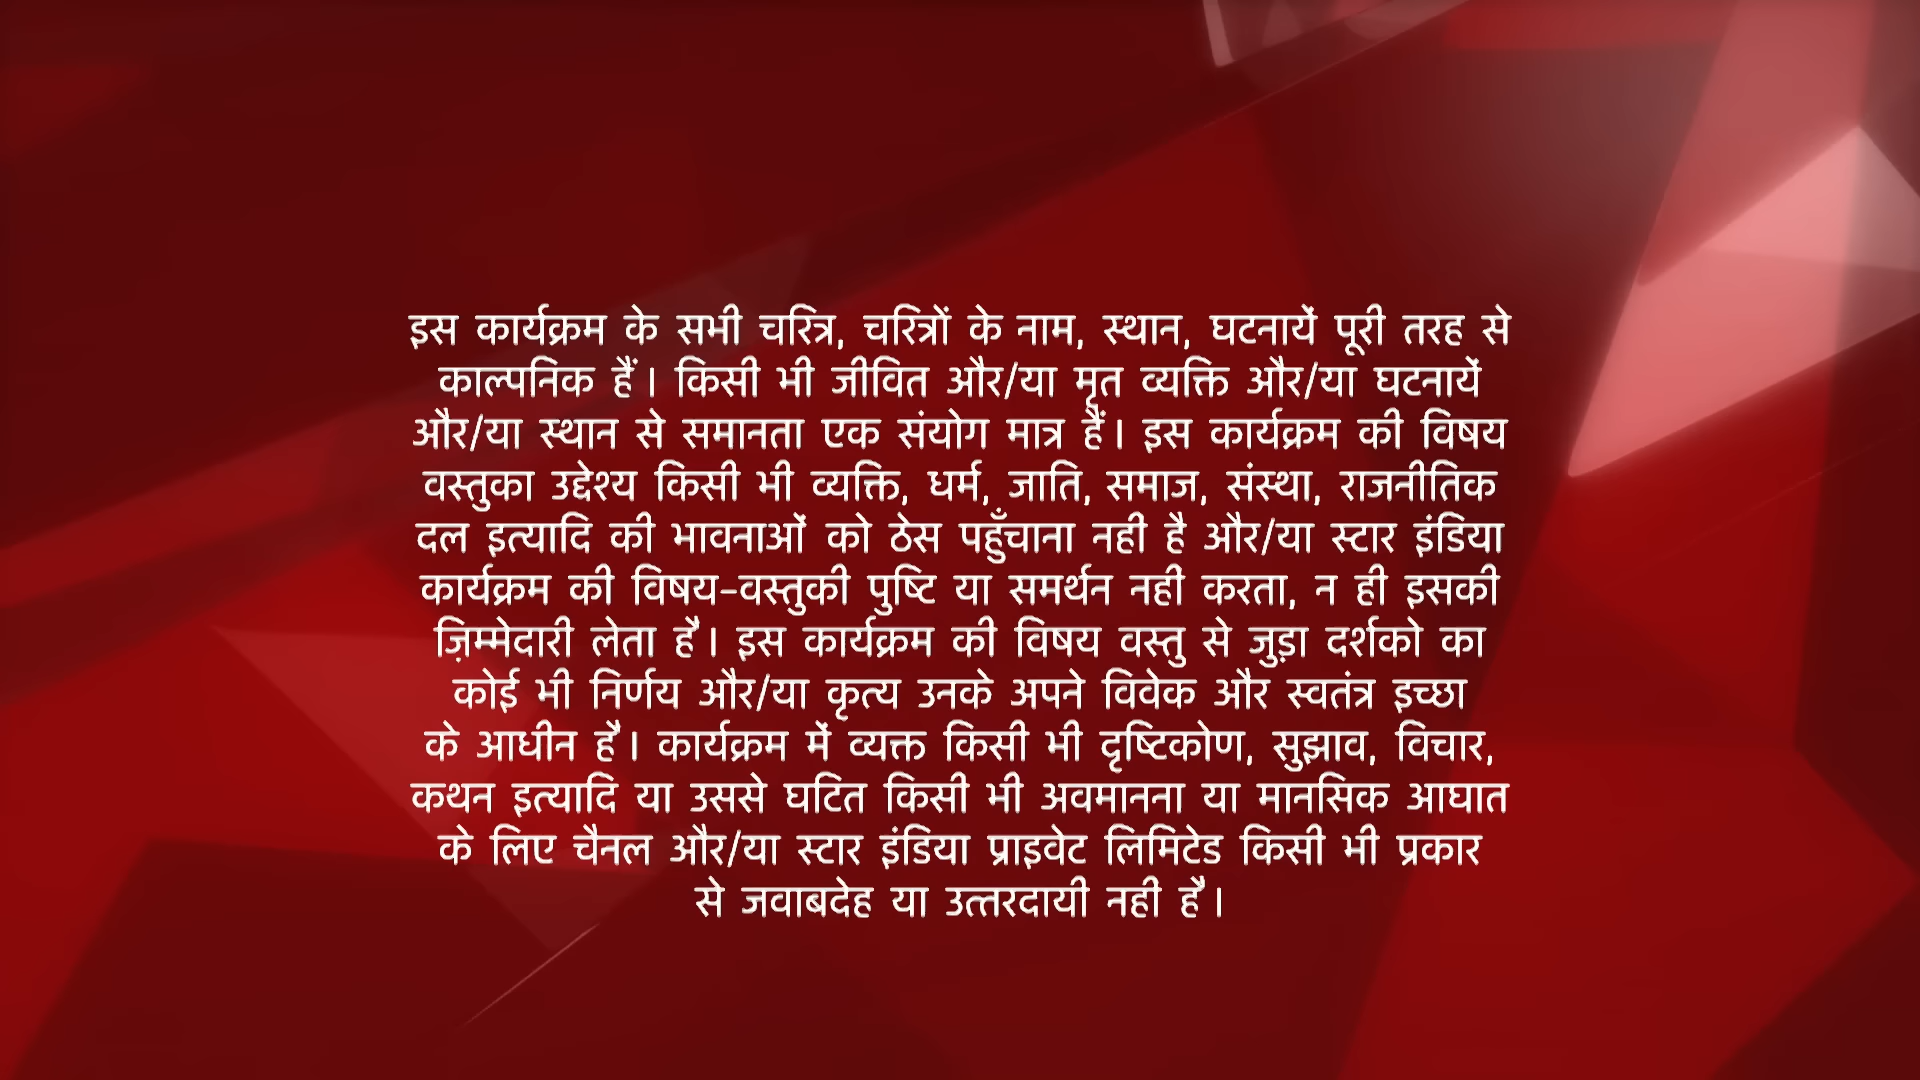 इस कार्यक्रम के सभी चरित्र, चरित्रों के नाम, स्थान, घटनायें पूरी तरह से
काल्पनिक हैं। किसी भी जीवित और/या मृत व्यक्ति और/या घटनायें
और/या स्थान से समानता एक संयोग मात्र हैं। इस कार्यक्रम की विषय
वस्तुका उद्देश्य किसी भी व्यक्ति, धर्म, जाति, समाज, संस्था, राजनीतिक
दल इत्यादि की भावनाओं को ठेस पहुँचाना नही है और/या स्टार इंडिया
कार्यक्रम की विषय-वस्तुकी पुष्टि या समर्थन नहीं करता, न ही इसकी
ज़िम्मेदारी लेता है। इस कार्यक्रम की विषय वस्तु से जुड़ा दर्शको का
कोई भी निर्णय और/या कृत्य उनके अपने विवेक और स्वतंत्र इच्छा
के आधीन है। कार्यक्रम में व्यक्त किसी भी दृष्टिकोण, सुझाव, विचार,
कथन इत्यादि या उससे घटित किसी भी अवमानना या मानसिक आघात
के लिए चैनल और/या स्टार इंडिया प्राइवेट लिमिटेड किसी भी प्रकार
से जवाबदेह या उत्तरदायी नही है।